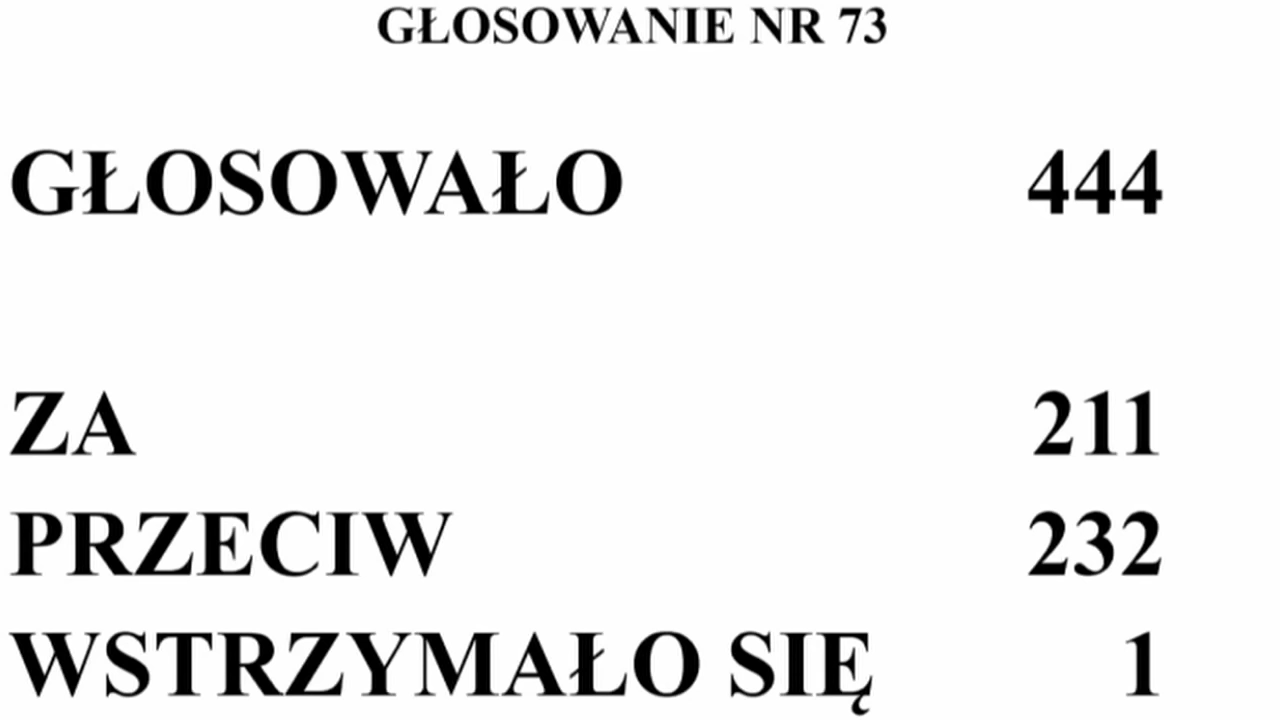 GŁOSOWANIE NR 73
GŁOSOWAŁO 444
ZA 211
PRZECIW 232
WSTRZYMAŁO SIĘ 1